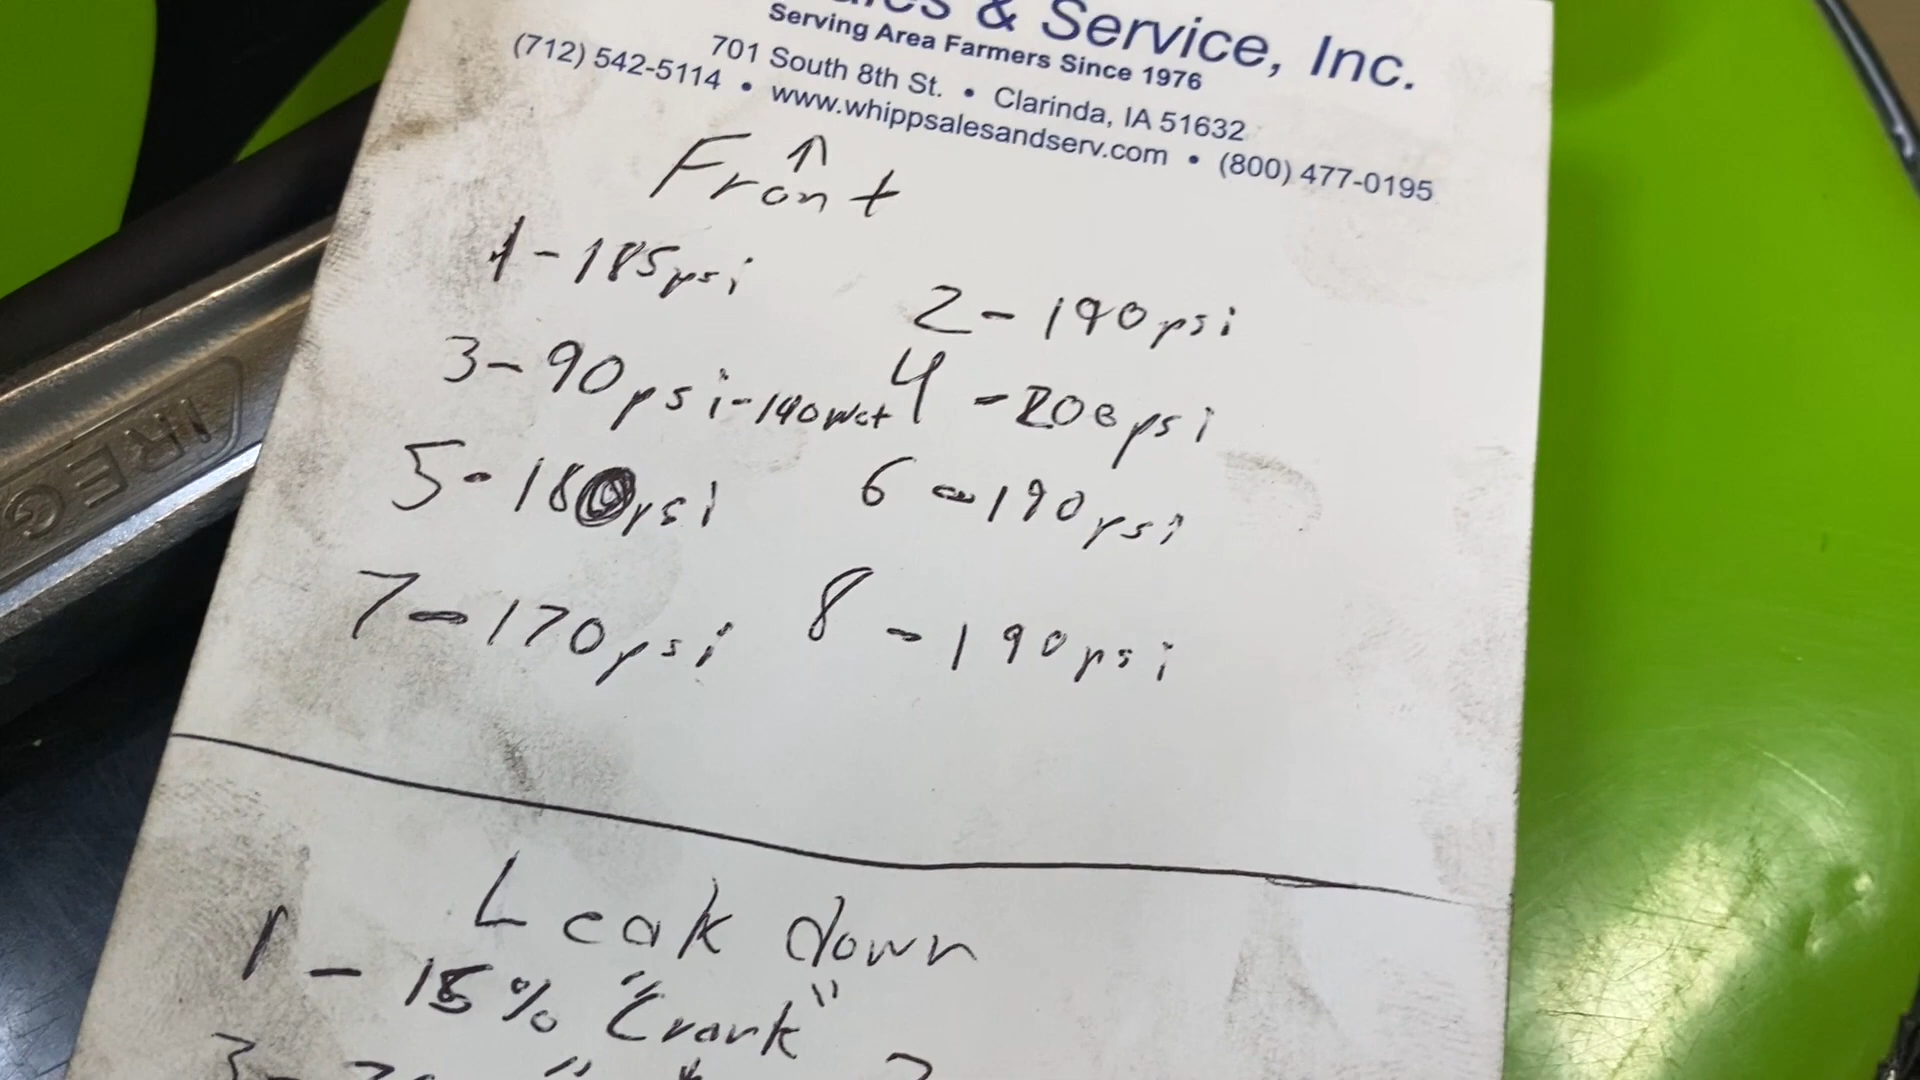 & Service, Inc.
Serving Area Farmers Since 1976
701 South 8th St. • Clarinda, IA 51632
(712) 542-5114 • www.whippsalesandserv.com • (800) 477-0195
Front ↑
1 - 185psi 2 - 190psi
3 - 90psi - 140wet 4 - 200psi
5 - 180psi 6 - 190psi
7 - 170psi 8 - 190psi
Leak down
1 - 15% "Crank"
3 -